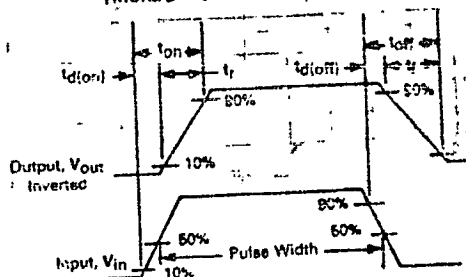 ton toff
td(on) tr td(off) tf
90% 90%
Output, Vout
Inverted
10%
90%
50% Pulse Width 50%
Input, Vin
10%